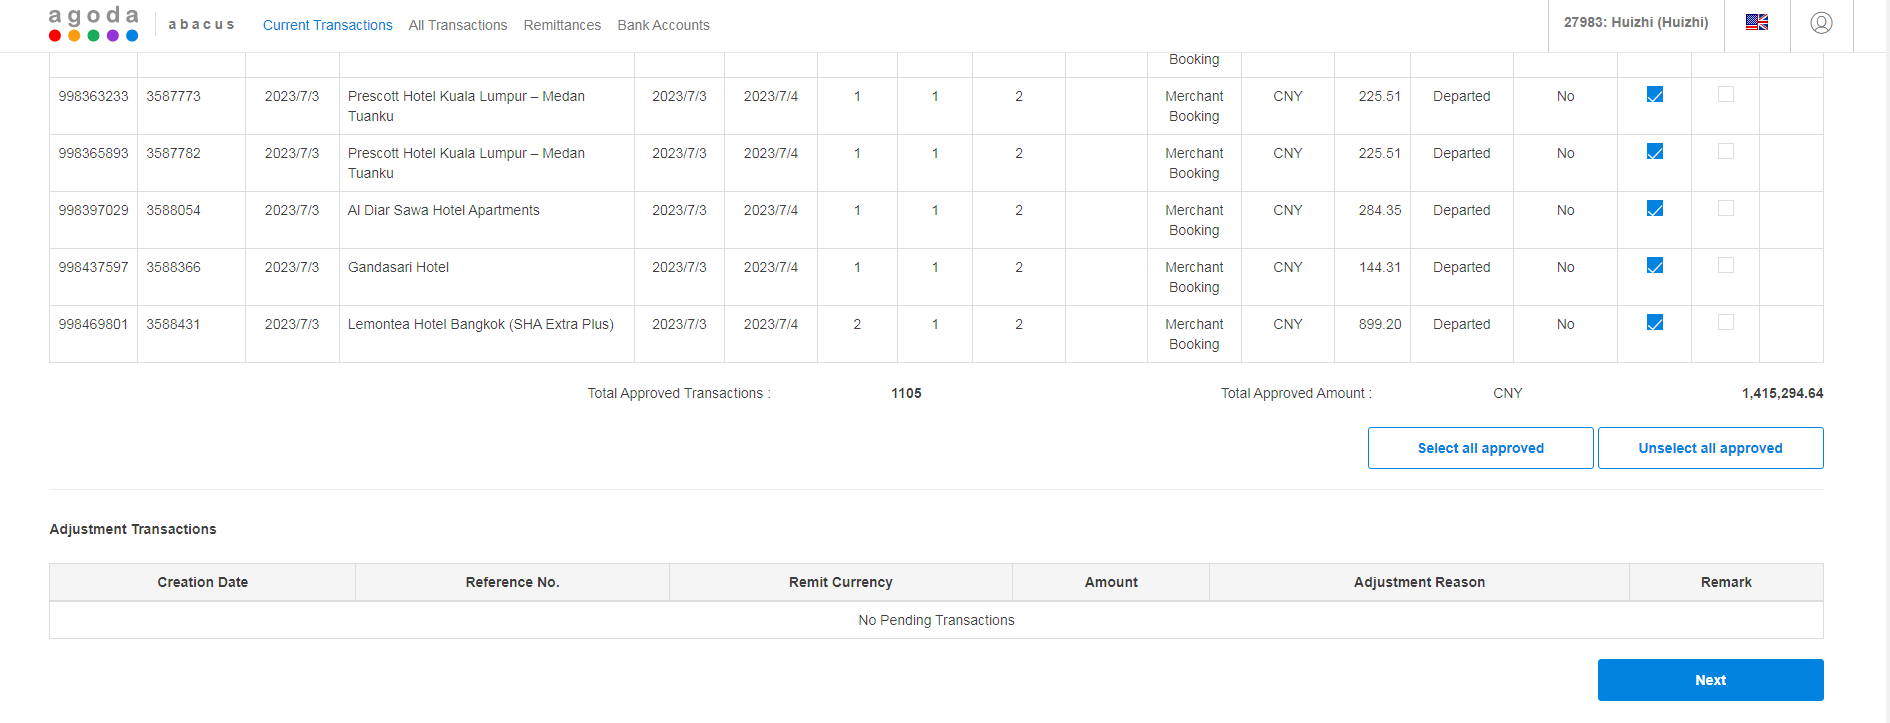 agoda
abacus
Current Transactions All Transactions Remittances Bank Accounts
27983: Huizhi (Huizhi)
Booking
998363233 3587773 2023/7/3 Prescott Hotel Kuala Lumpur – Medan 2023/7/3 2023/7/4 1 1 2 Merchant CNY 225.51 Departed No
Tuanku Booking
998365893 3587782 2023/7/3 Prescott Hotel Kuala Lumpur – Medan 2023/7/3 2023/7/4 1 1 2 Merchant CNY 225.51 Departed No
Tuanku Booking
998397029 3588054 2023/7/3 Al Diar Sawa Hotel Apartments 2023/7/3 2023/7/4 1 1 2 Merchant CNY 284.35 Departed No
Booking
998437597 3588366 2023/7/3 Gandasari Hotel 2023/7/3 2023/7/4 1 1 2 Merchant CNY 144.31 Departed No
Booking
998469801 3588431 2023/7/3 Lemontea Hotel Bangkok (SHA Extra Plus) 2023/7/3 2023/7/4 2 1 2 Merchant CNY 899.20 Departed No
Booking
Total Approved Transactions : 1105 Total Approved Amount : CNY 1,415,294.64
Select all approved Unselect all approved
Adjustment Transactions
Creation Date Reference No. Remit Currency Amount Adjustment Reason Remark
No Pending Transactions
Next